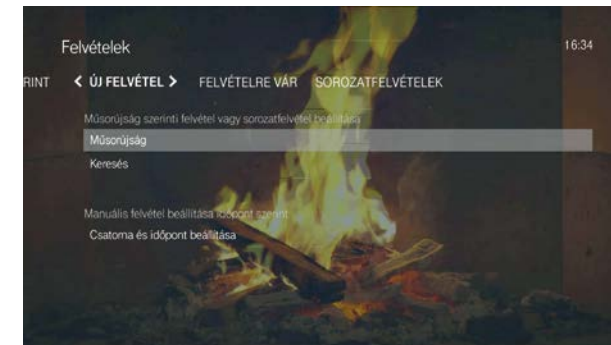 Felvételek
16:34
RINT < ÚJ FELVÉTEL > FELVÉTELRE VÁR SOROZATFELVÉTELEK
Műsorújság szerinti felvétel vagy sorozatfelvétel beállítása
Műsorújság
Keresés
Manuális felvétel beállítása időpont szerint
Csatorna és időpont beállítása